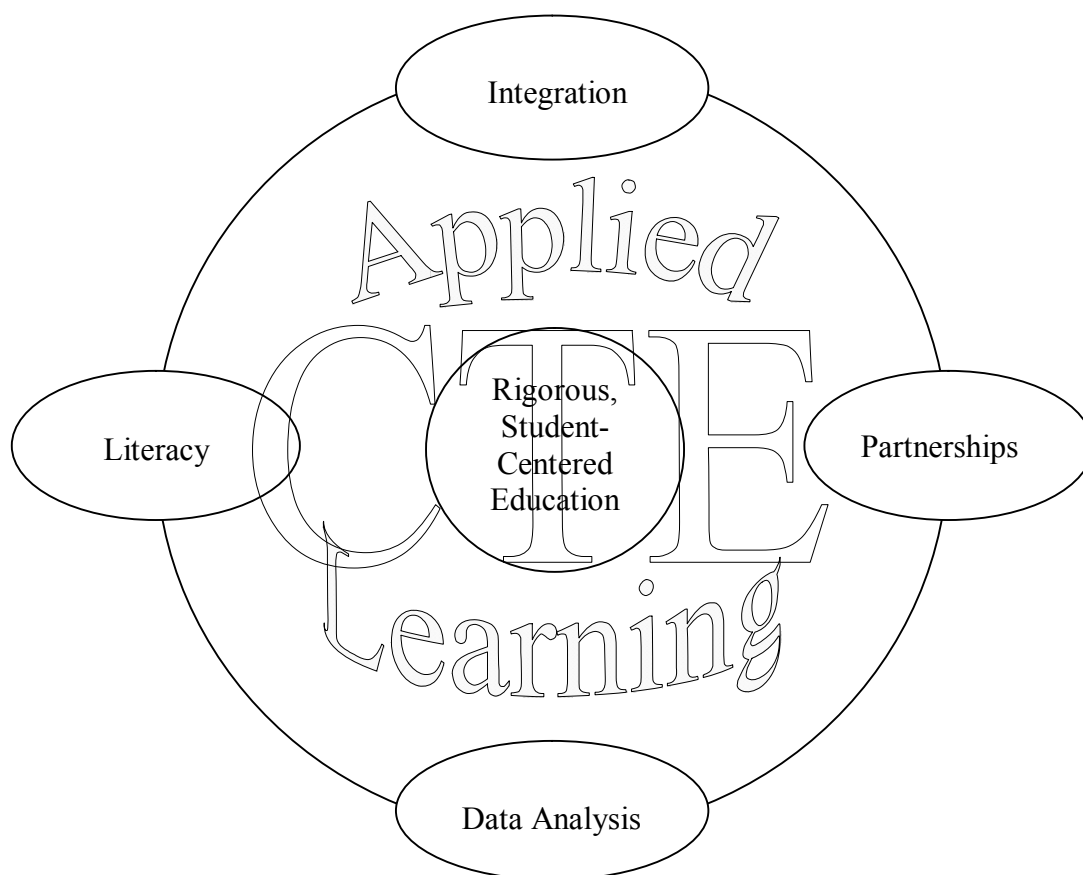 Integration
Applied
CTE
Rigorous,
Student-
Centered
Education
Literacy
Partnerships
Learning
Data Analysis